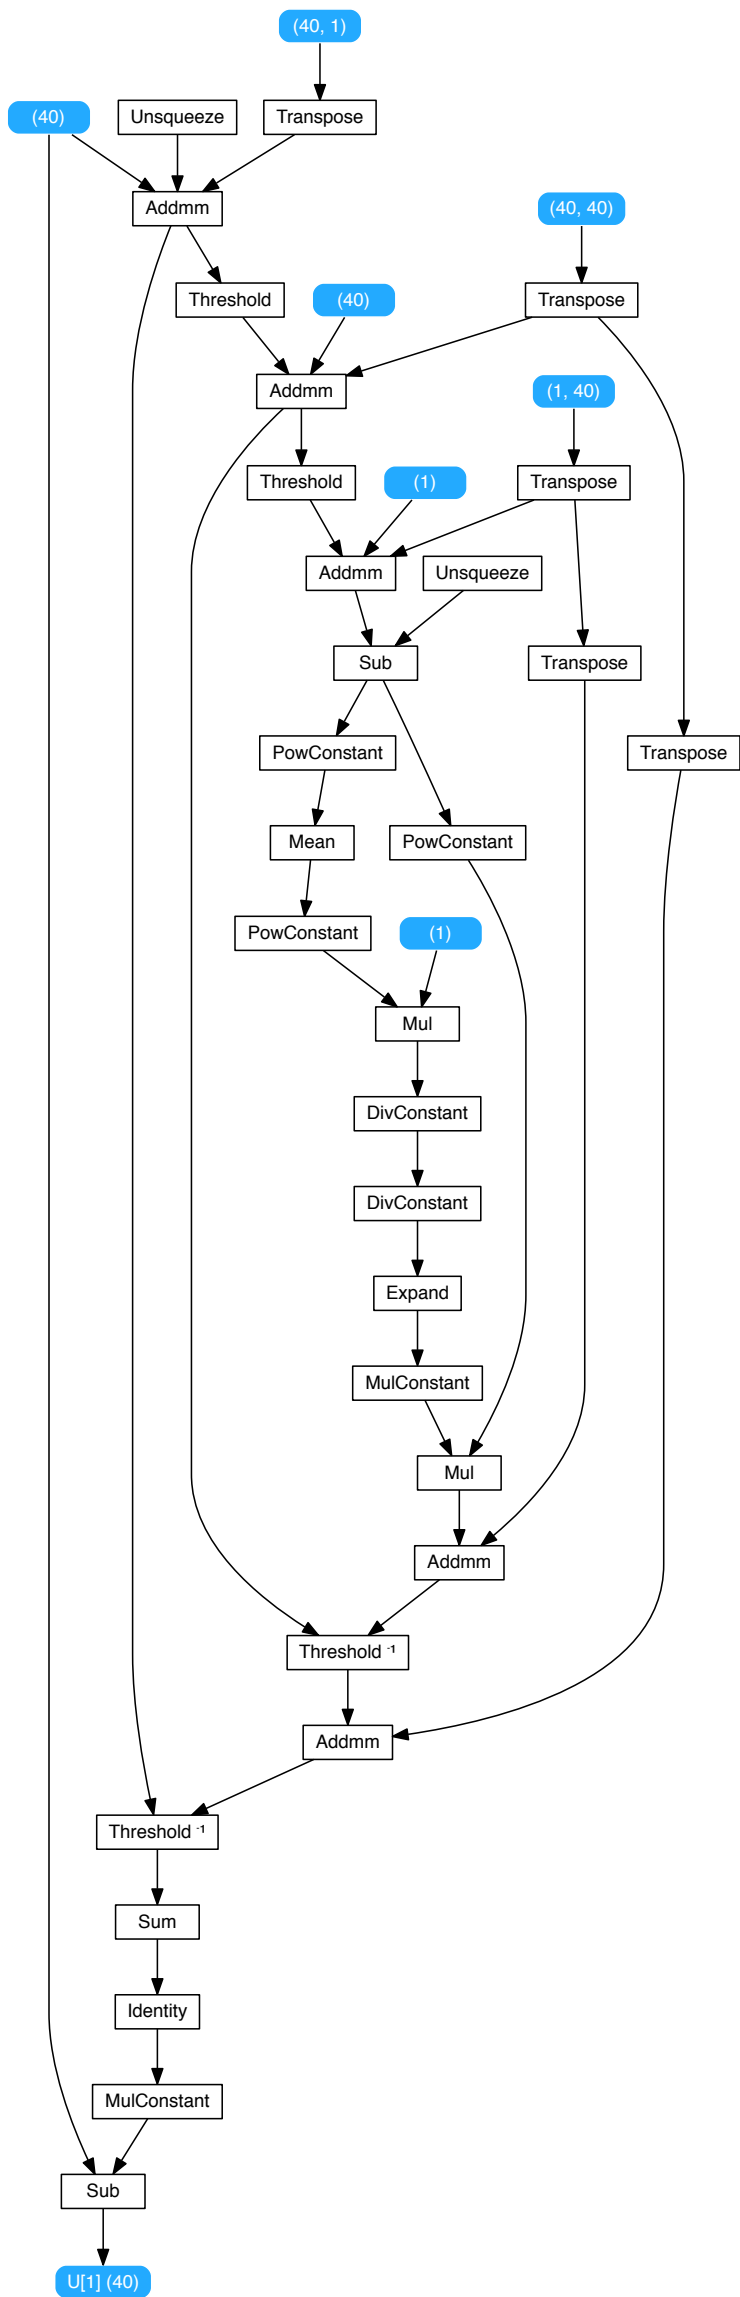 (40, 1)
(40)
Unsqueeze
Transpose
Addmm
(40, 40)
Threshold
(40)
Transpose
Addmm
(1, 40)
Threshold
(1)
Transpose
Addmm
Unsqueeze
Sub
Transpose
PowConstant
Transpose
Mean
PowConstant
PowConstant
(1)
Mul
DivConstant
DivConstant
Expand
MulConstant
Mul
Addmm
Threshold -1
Addmm
Threshold -1
Sum
Identity
MulConstant
Sub
U[1] (40)